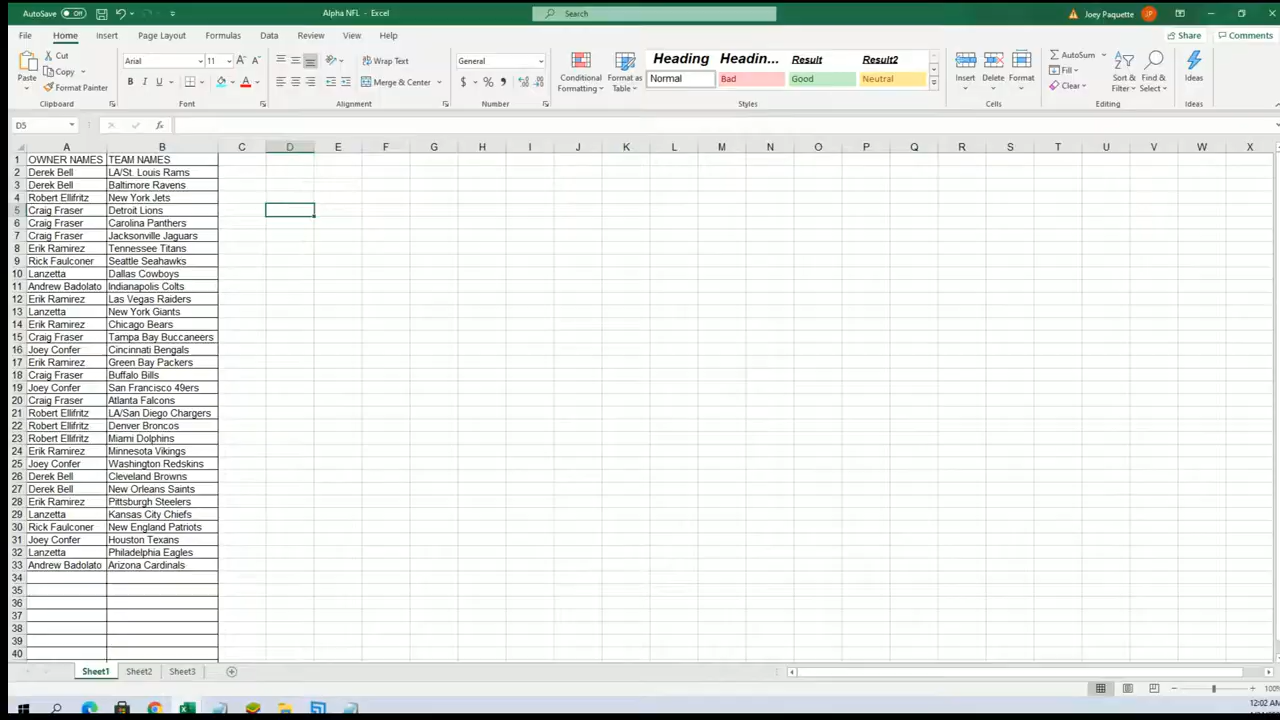 AutoSave Off Alpha NFL - Excel Search Joey Paquette JP
File Home Insert Page Layout Formulas Data Review View Help Share Comments
Cut Copy Format Painter Paste Clipboard
Arial 11 B I U A A Font
Wrap Text Merge & Center Alignment
General $ % , Number
Conditional Formatting Format as Table
Heading Headin... Result Result2
Normal Bad Good Neutral Styles
Insert Delete Format Cells
AutoSum Fill Clear Sort & Filter Find & Select Editing
Ideas Ideas
D5 fx
A B C D E F G H I J K L M N O P Q R S T U V W X
1 OWNER NAMES TEAM NAMES
2 Derek Bell LA/St. Louis Rams
3 Derek Bell Baltimore Ravens
4 Robert Ellifritz New York Jets
5 Craig Fraser Detroit Lions
6 Craig Fraser Carolina Panthers
7 Craig Fraser Jacksonville Jaguars
8 Erik Ramirez Tennessee Titans
9 Rick Faulconer Seattle Seahawks
10 Lanzetta Dallas Cowboys
11 Andrew Badolato Indianapolis Colts
12 Erik Ramirez Las Vegas Raiders
13 Lanzetta New York Giants
14 Erik Ramirez Chicago Bears
15 Craig Fraser Tampa Bay Buccaneers
16 Joey Confer Cincinnati Bengals
17 Erik Ramirez Green Bay Packers
18 Craig Fraser Buffalo Bills
19 Joey Confer San Francisco 49ers
20 Craig Fraser Atlanta Falcons
21 Robert Ellifritz LA/San Diego Chargers
22 Robert Ellifritz Denver Broncos
23 Robert Ellifritz Miami Dolphins
24 Erik Ramirez Minnesota Vikings
25 Joey Confer Washington Redskins
26 Derek Bell Cleveland Browns
27 Derek Bell New Orleans Saints
28 Erik Ramirez Pittsburgh Steelers
29 Lanzetta Kansas City Chiefs
30 Rick Faulconer New England Patriots
31 Joey Confer Houston Texans
32 Lanzetta Philadelphia Eagles
33 Andrew Badolato Arizona Cardinals
34
35
36
37
38
39
40
Sheet1 Sheet2 Sheet3
100%
12:02 AM